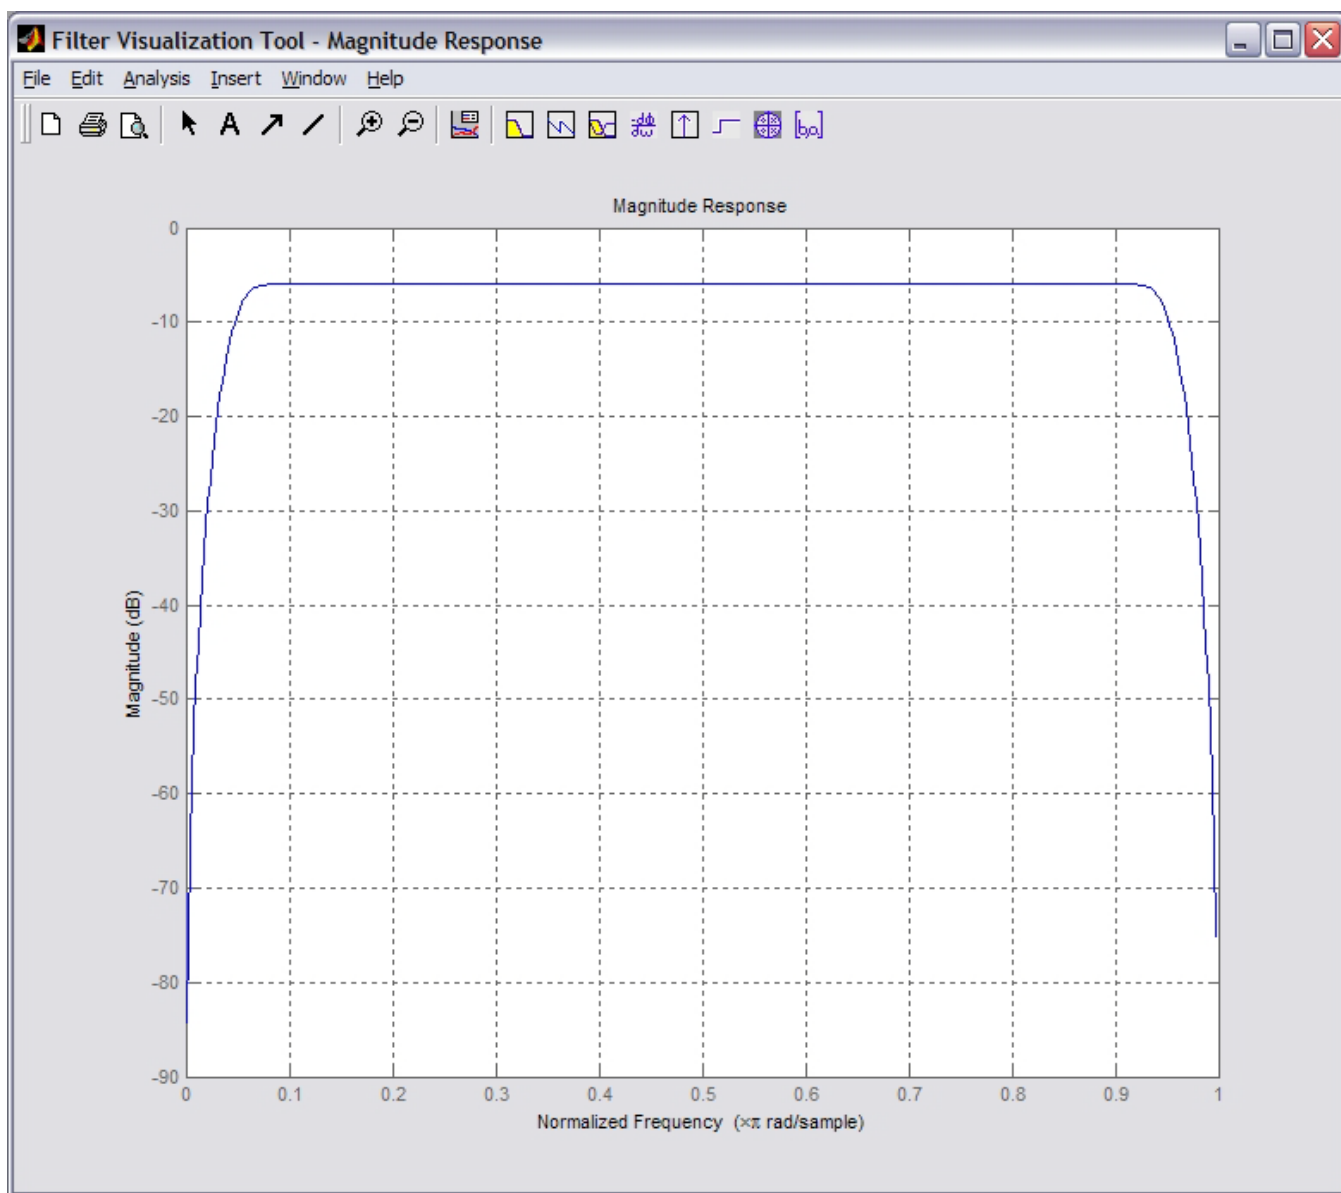 Filter Visualization Tool - Magnitude Response
File Edit Analysis Insert Window Help
A
[b,a]
Magnitude Response
0
-10
-20
-30
-40
-50
-60
-70
-80
-90
Magnitude (dB)
0 0.1 0.2 0.3 0.4 0.5 0.6 0.7 0.8 0.9 1
Normalized Frequency (×π rad/sample)